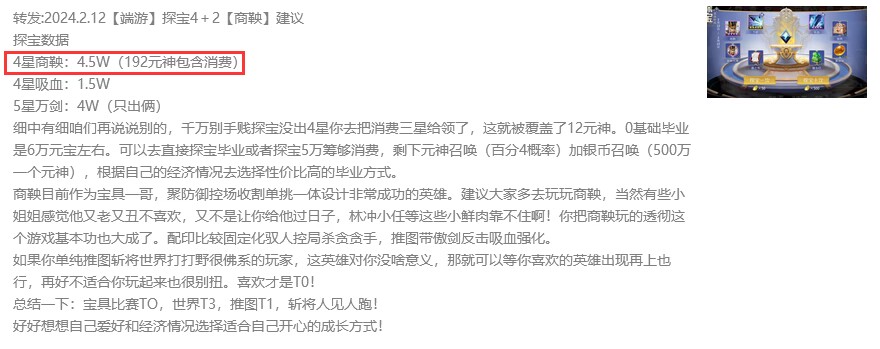 转发:2024.2.12【端游】探宝4＋2【商鞅】建议
探宝数据
4星商鞅：4.5W（192元神包含消费）
4星吸血：1.5W
5星万剑：4W（只出俩）
细中有细咱们再说说别的，千万别手贱探宝没出4星你去把消费三星给领了，这就被覆盖了12元神。0基础毕业
是6万元宝左右。可以去直接探宝毕业或者探宝5万筹够消费，剩下元神召唤（百分4概率）加银币召唤（500万
一个元神），根据自己的经济情况去选择性价比高的毕业方式。
商鞅目前作为宝具一哥，聚防御控场收割单挑一体设计非常成功的英雄。建议大家多去玩玩商鞅，当然有些小
姐姐感觉他又老又丑不喜欢，又不是让你给他过日子，林冲小任等这些小鲜肉靠不住啊！你把商鞅玩的透彻这
个游戏基本功也大成了。配印比较固定化驭人控局杀贪贪手，推图带傲剑反击吸血强化。
如果你单纯推图斩将世界打打野很佛系的玩家，这英雄对你没啥意义，那就可以等你喜欢的英雄出现再上也
行，再好不适合你玩起来也很别扭。喜欢才是T0！
总结一下：宝具比赛TO，世界T3，推图T1，斩将人见人跑！
好好想想自己爱好和经济情况选择适合自己开心的成长方式！